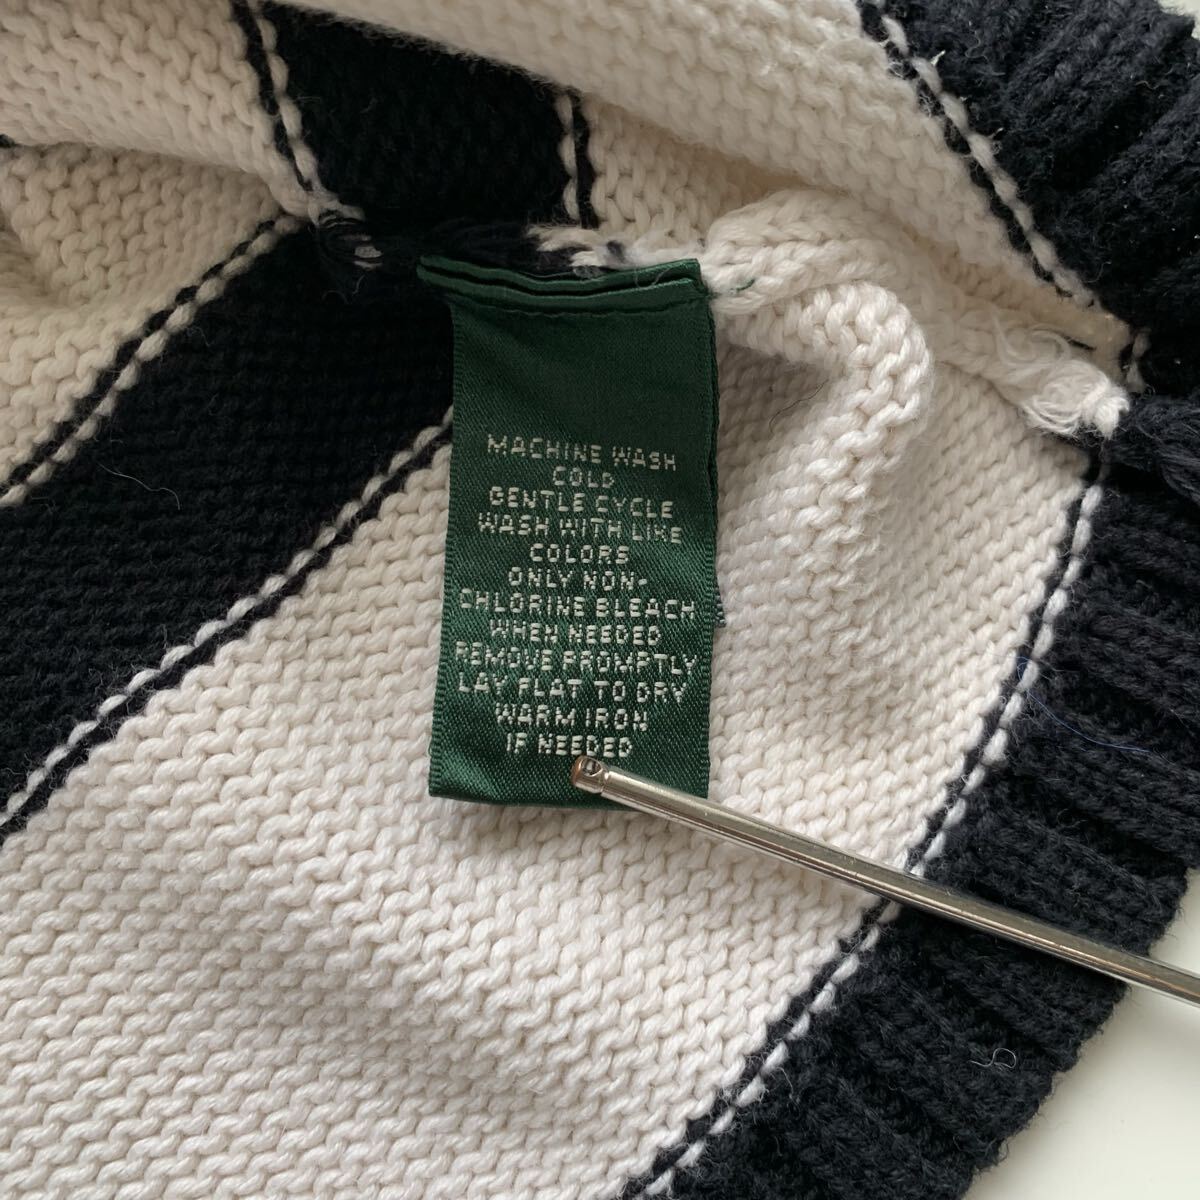 MACHINE WASH
COLD
GENTLE CYCLE
WASH WITH LIKE
COLORS
ONLY NON-
CHLORINE BLEACH
WHEN NEEDED
REMOVE PROMPTLY
LAY FLAT TO DRY
WARM IRON
IF NEEDED